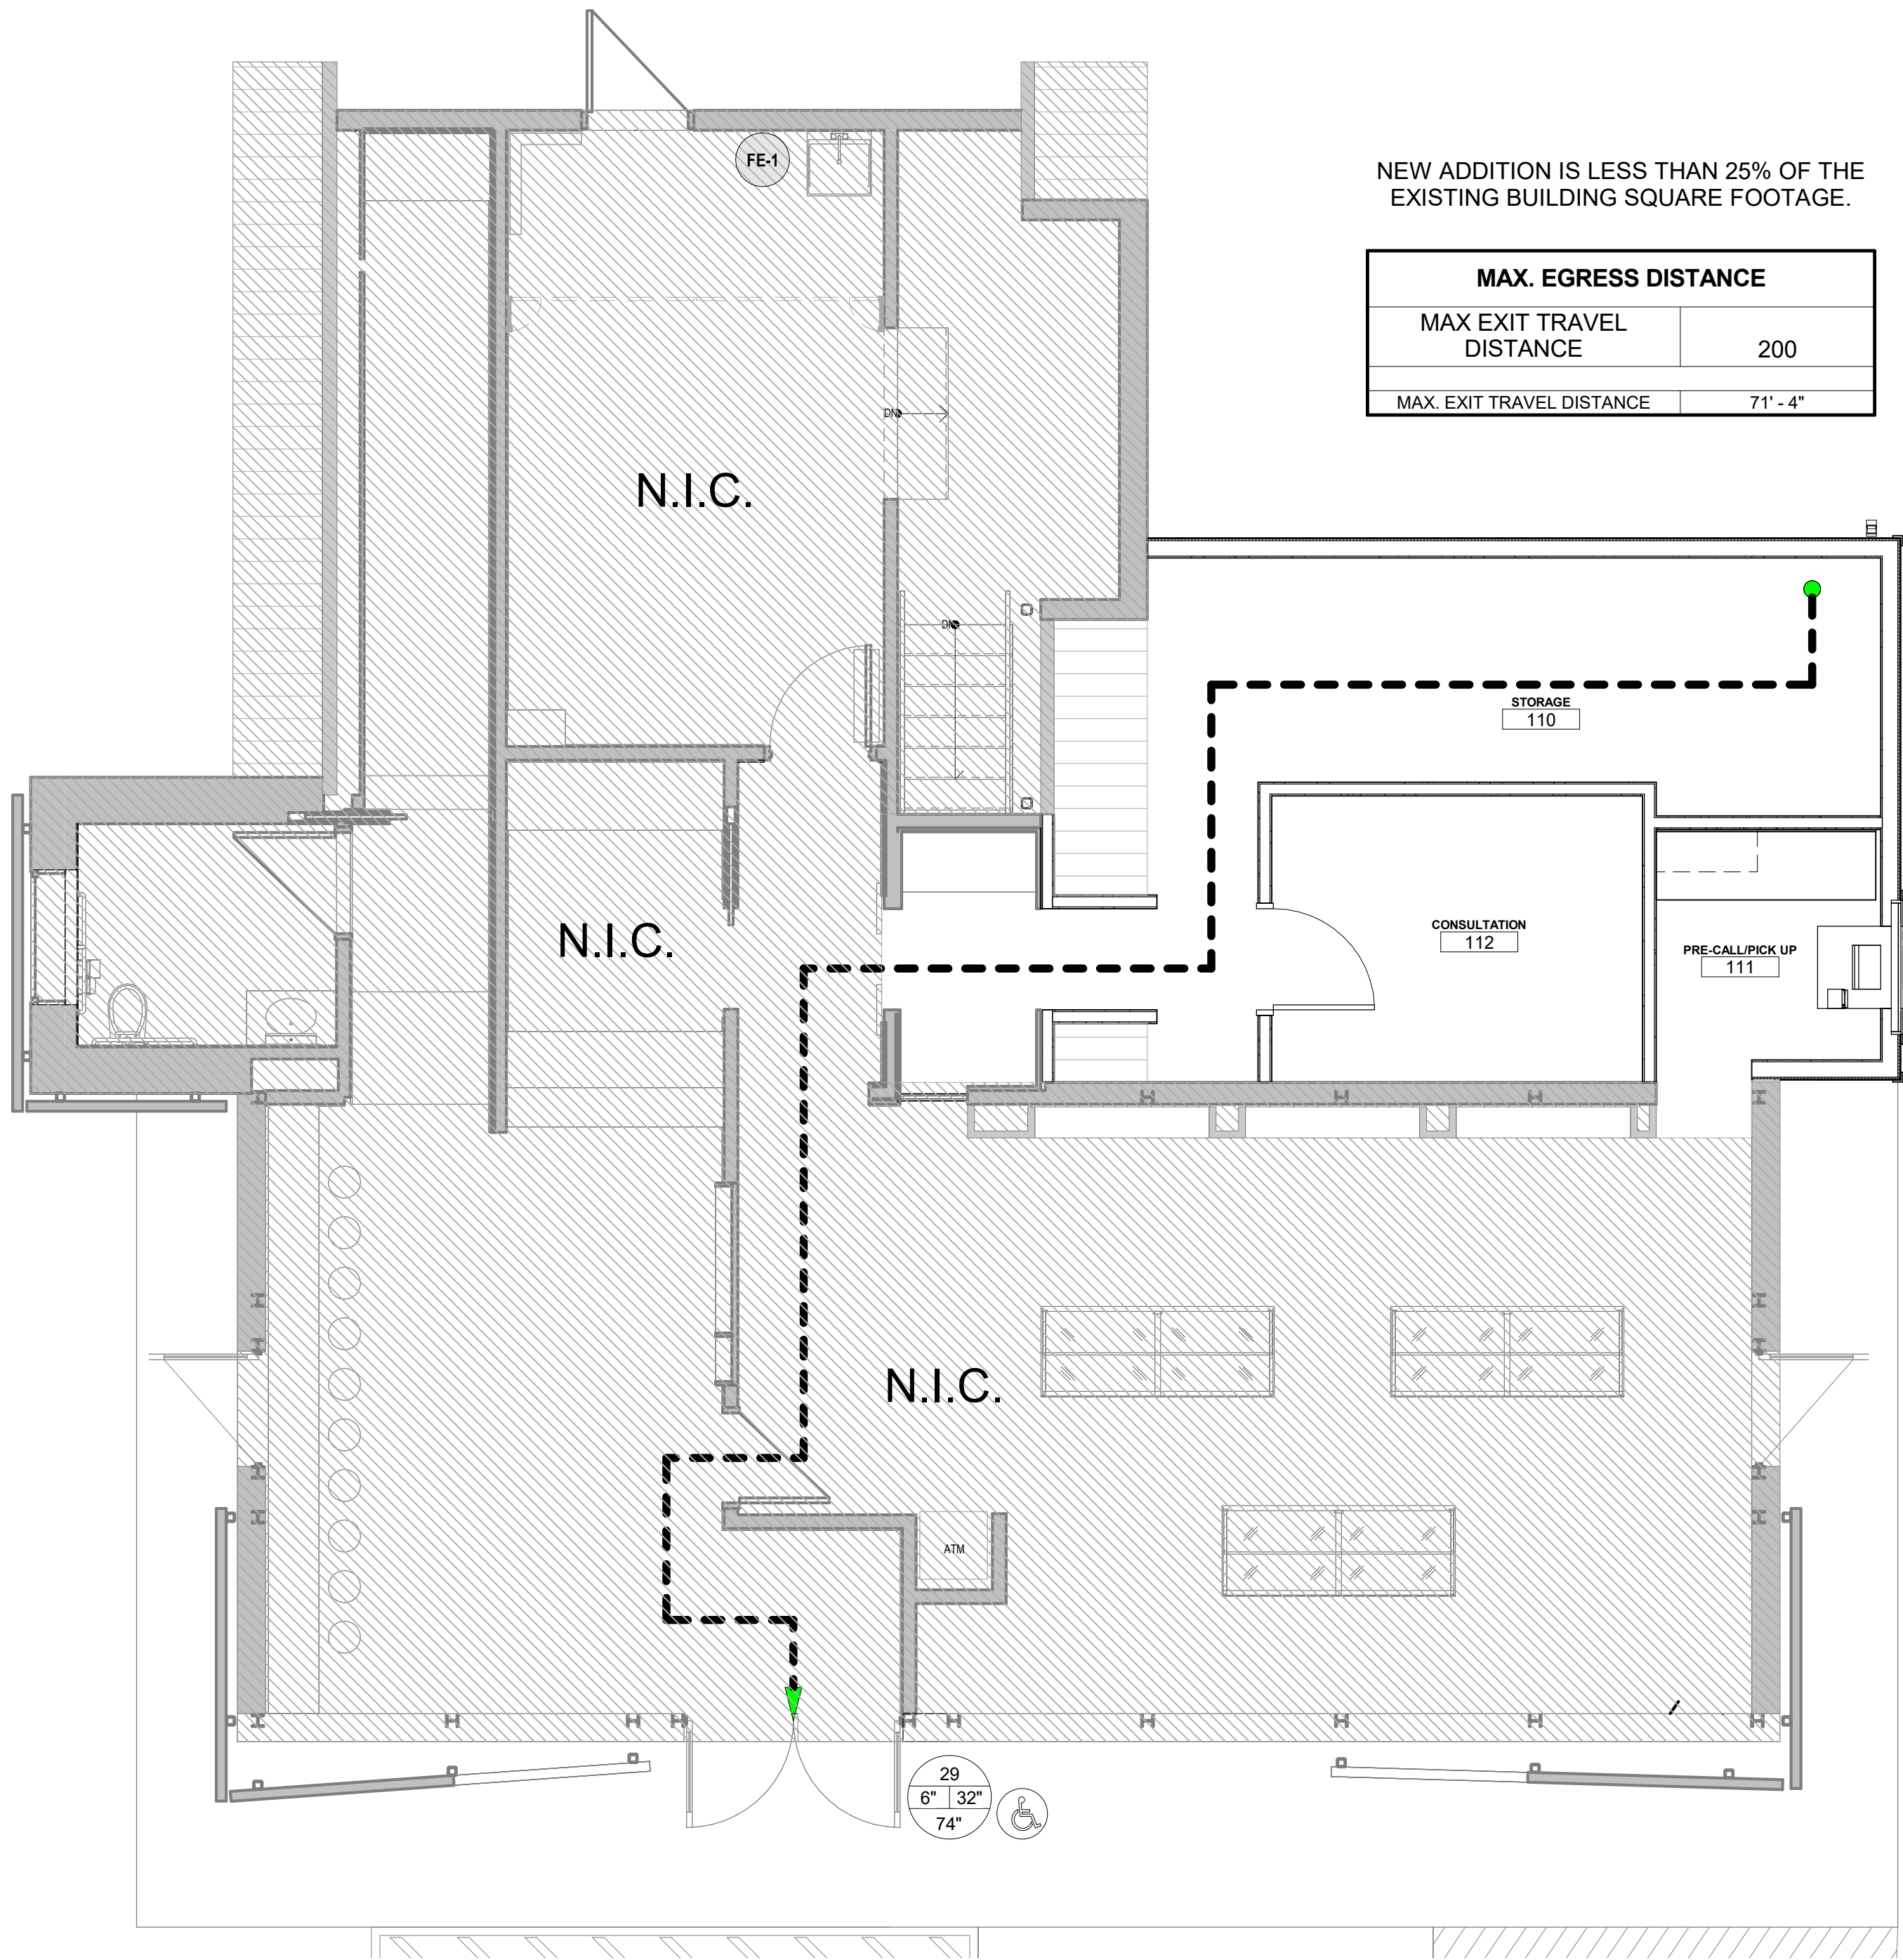 FE-1
NEW ADDITION IS LESS THAN 25% OF THE
EXISTING BUILDING SQUARE FOOTAGE.
MAX. EGRESS DISTANCE
MAX EXIT TRAVEL
DISTANCE
200
MAX. EXIT TRAVEL DISTANCE 71' - 4"
DN
N.I.C.
DN
STORAGE
110
N.I.C.
CONSULTATION
112
PRE-CALL/PICK UP
111
N.I.C.
ATM
29
6" 32"
74"